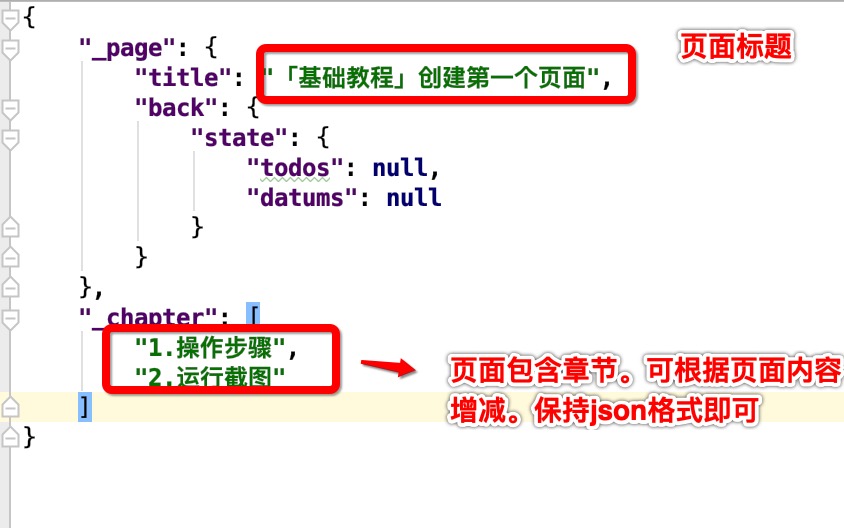 {
"_page": {
页面标题
"title": "「基础教程」创建第一个页面",
"back": {
"state": {
"todos": null,
"datums": null
}
}
},
"_chapter": [
"1.操作步骤",
"2.运行截图"
页面包含章节。可根据页面内容
增减。保持json格式即可
]
}